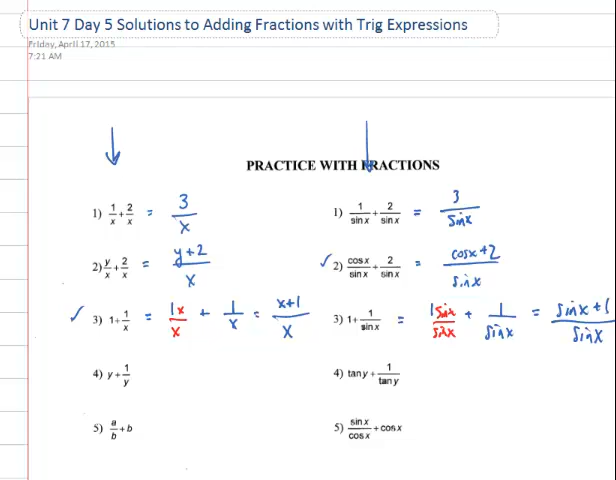 Unit 7 Day 5 Solutions to Adding Fractions with Trig Expressions
Friday, April 17, 2015
7:21 AM
PRACTICE WITH FRACTIONS
1) 1/x + 2/x = 3/x
1) 1/sin x + 2/sin x = 3/sinx
2) y/x + 2/x = y+2/x
✓ 2) cos x/sin x + 2/sin x = cosx+2/sinx
✓ 3) 1+ 1/x = 1x/x + 1/x = x+1/x
3) 1+ 1/sin x = 1sinx/sinx + 1/sinx = sinx+1/sinx
4) y + 1/y
4) tan y + 1/tan y
5) a/b + b
5) sin x/cos x + cos x